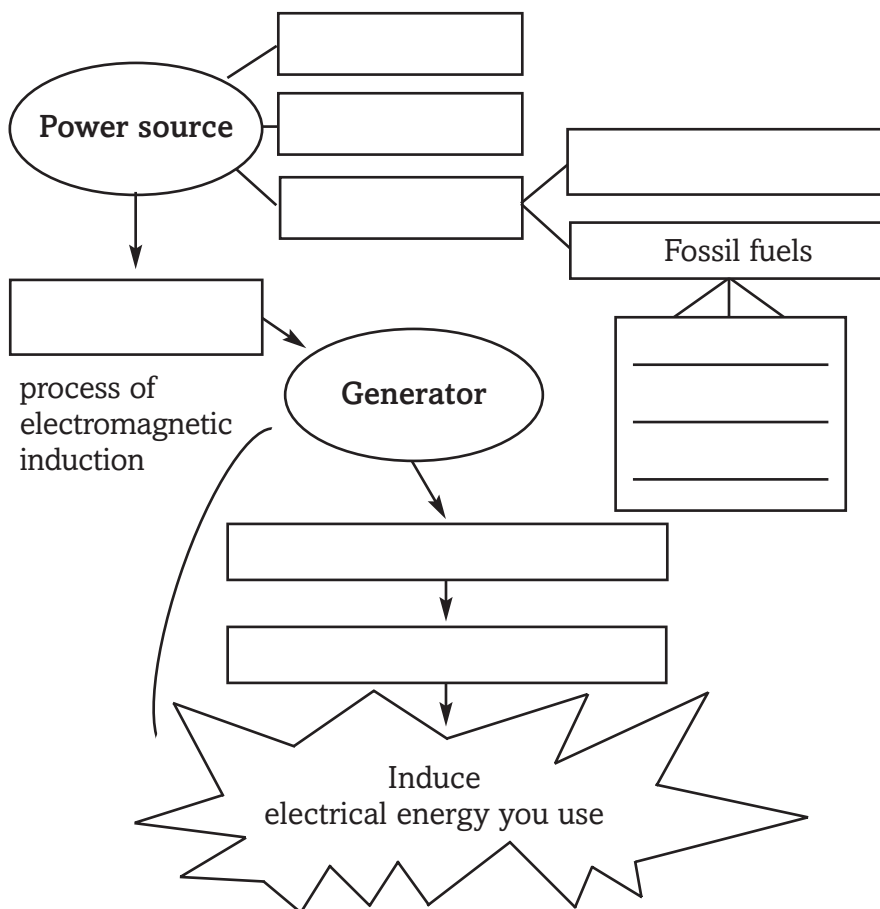 Power source
Fossil fuels
Generator
process of
electromagnetic
induction
Induce
electrical energy you use